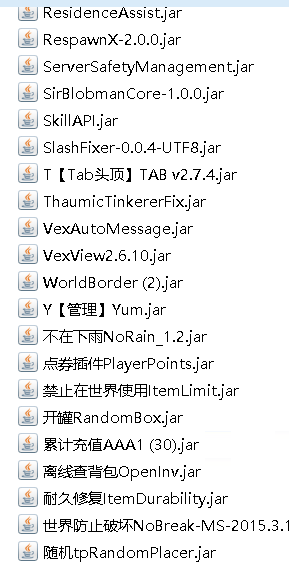 ResidenceAssist.jar
RespawnX-2.0.0.jar
ServerSafetyManagement.jar
SirBlobmanCore-1.0.0.jar
SkillAPI.jar
SlashFixer-0.0.4-UTF8.jar
T【Tab头顶】TAB v2.7.4.jar
ThaumicTinkererFix.jar
VexAutoMessage.jar
VexView2.6.10.jar
WorldBorder (2).jar
Y【管理】Yum.jar
不在下雨NoRain_1.2.jar
点券插件PlayerPoints.jar
禁止在世界使用ItemLimit.jar
开罐RandomBox.jar
累计充值AAA1 (30).jar
离线查背包OpenInv.jar
耐久修复ItemDurability.jar
世界防止破坏NoBreak-MS-2015.3.1
随机tpRandomPlacer.jar